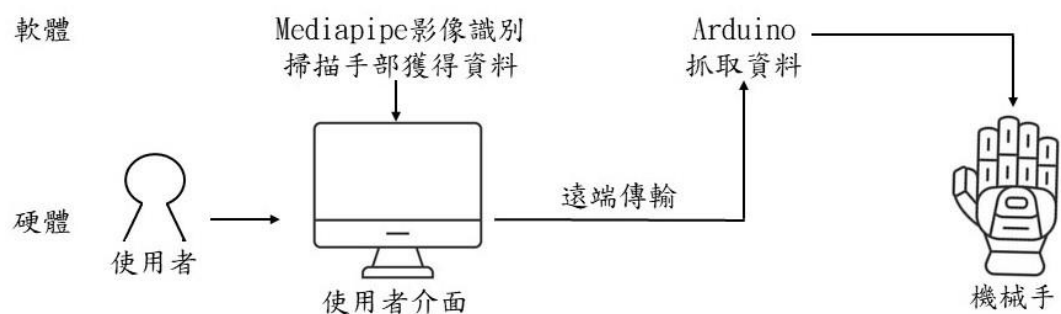 軟體
Mediapipe影像識別
掃描手部獲得資料
Arduino
抓取資料
硬體
使用者
使用者介面
遠端傳輸
機械手